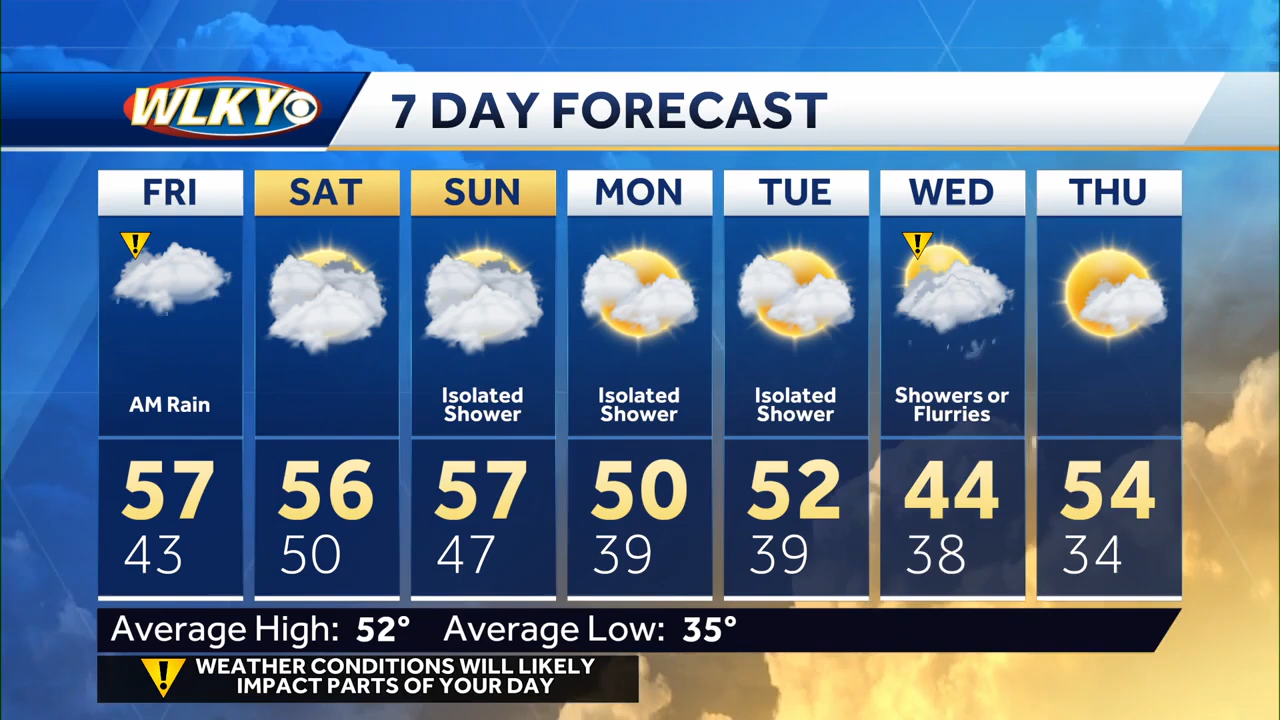 WLKY
7 DAY FORECAST
FRI
SAT
SUN
MON
TUE
WED
THU
!
!
AM Rain
Isolated
Shower
Isolated
Shower
Isolated
Shower
Showers or
Flurries
57
56
57
50
52
44
54
43
50
47
39
39
38
34
Average High: 52° Average Low: 35°
! WEATHER CONDITIONS WILL LIKELY
IMPACT PARTS OF YOUR DAY